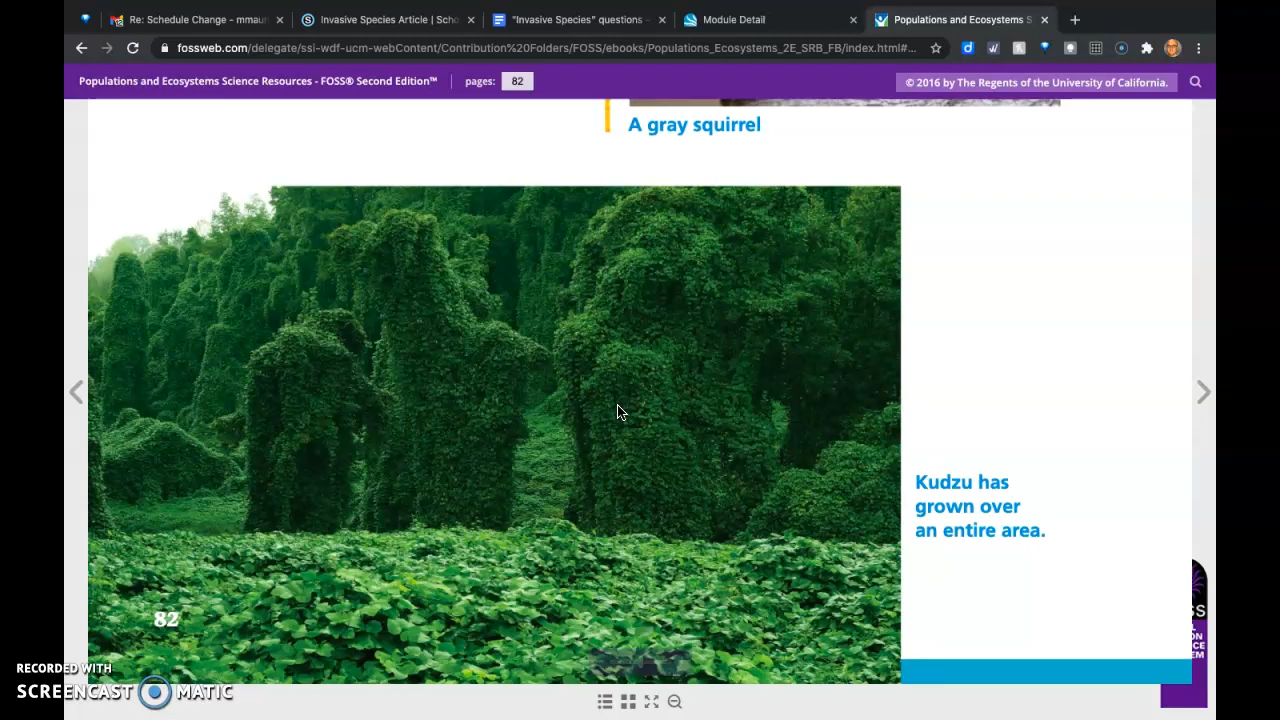 Re: Schedule Change - mmau
Invasive Species Article | Scho
"Invasive Species" questions -
Module Detail
Populations and Ecosystems S
fossweb.com/delegate/ssi-wdf-ucm-webContent/Contribution%20Folders/FOSS/ebooks/Populations_Ecosystems_2E_SRB_FB/index.html#...
Populations and Ecosystems Science Resources - FOSS® Second Edition™
pages: 82
© 2016 by The Regents of the University of California.
A gray squirrel
Kudzu has
grown over
an entire area.
82
RECORDED WITH
SCREENCAST MATIC